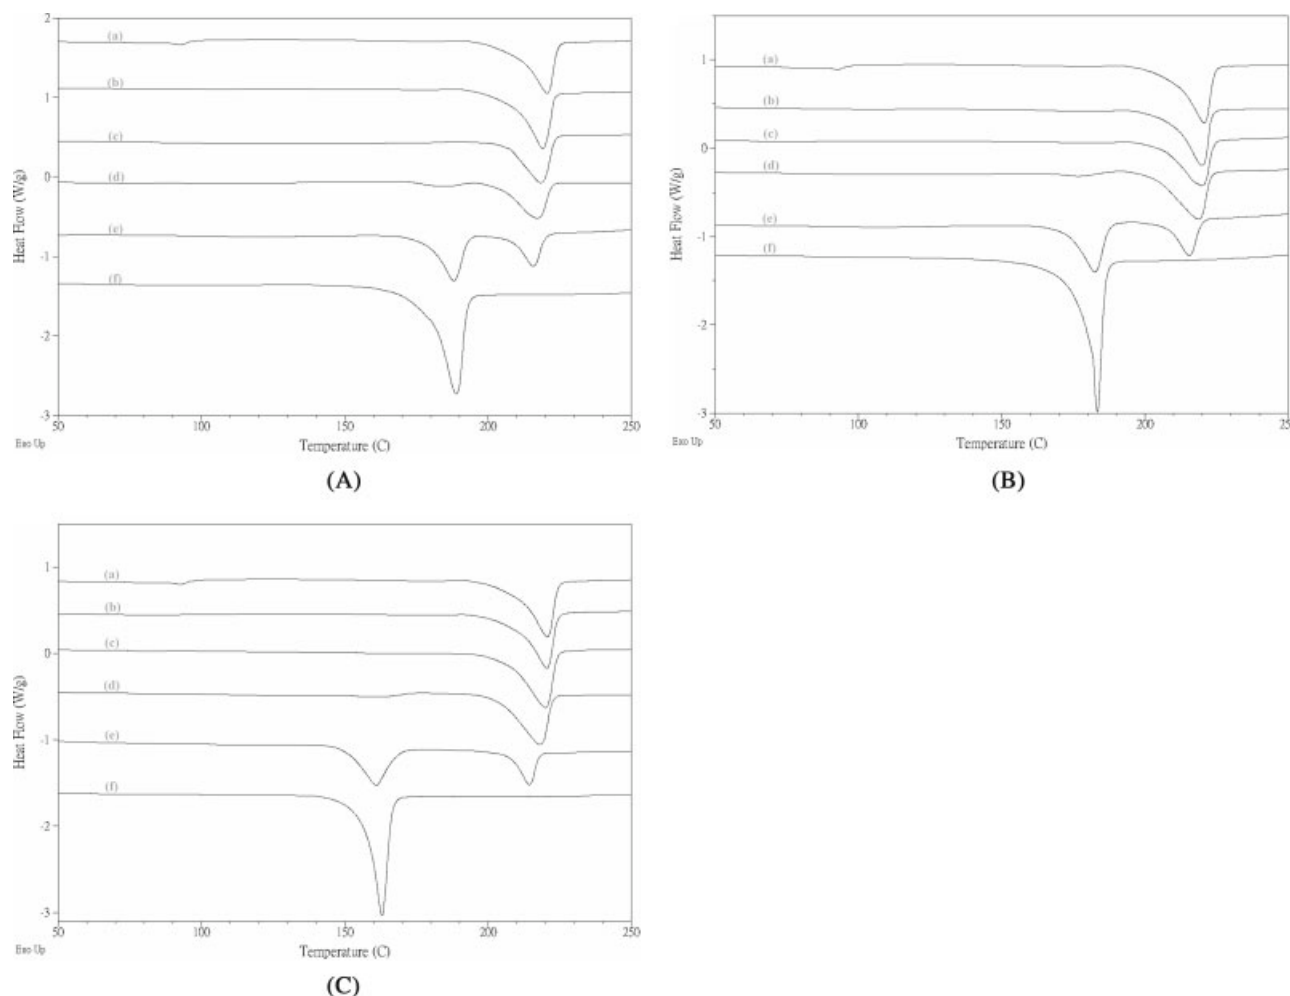 2
1
0
-1
-2
-3
Heat Flow (W/g)
(a)
(b)
(c)
(d)
(e)
(f)
50
100
150
200
250
Exo Up
Temperature (C)
(A)
1
0
-1
-2
-3
Heat Flow (W/g)
(a)
(b)
(c)
(d)
(e)
(f)
50
100
150
200
25
Exo Up
Temperature (C)
(B)
1
0
-1
-2
-3
Heat Flow (W/g)
(a)
(b)
(c)
(d)
(e)
(f)
50
100
150
200
250
Exo Up
Temperature (C)
(C)